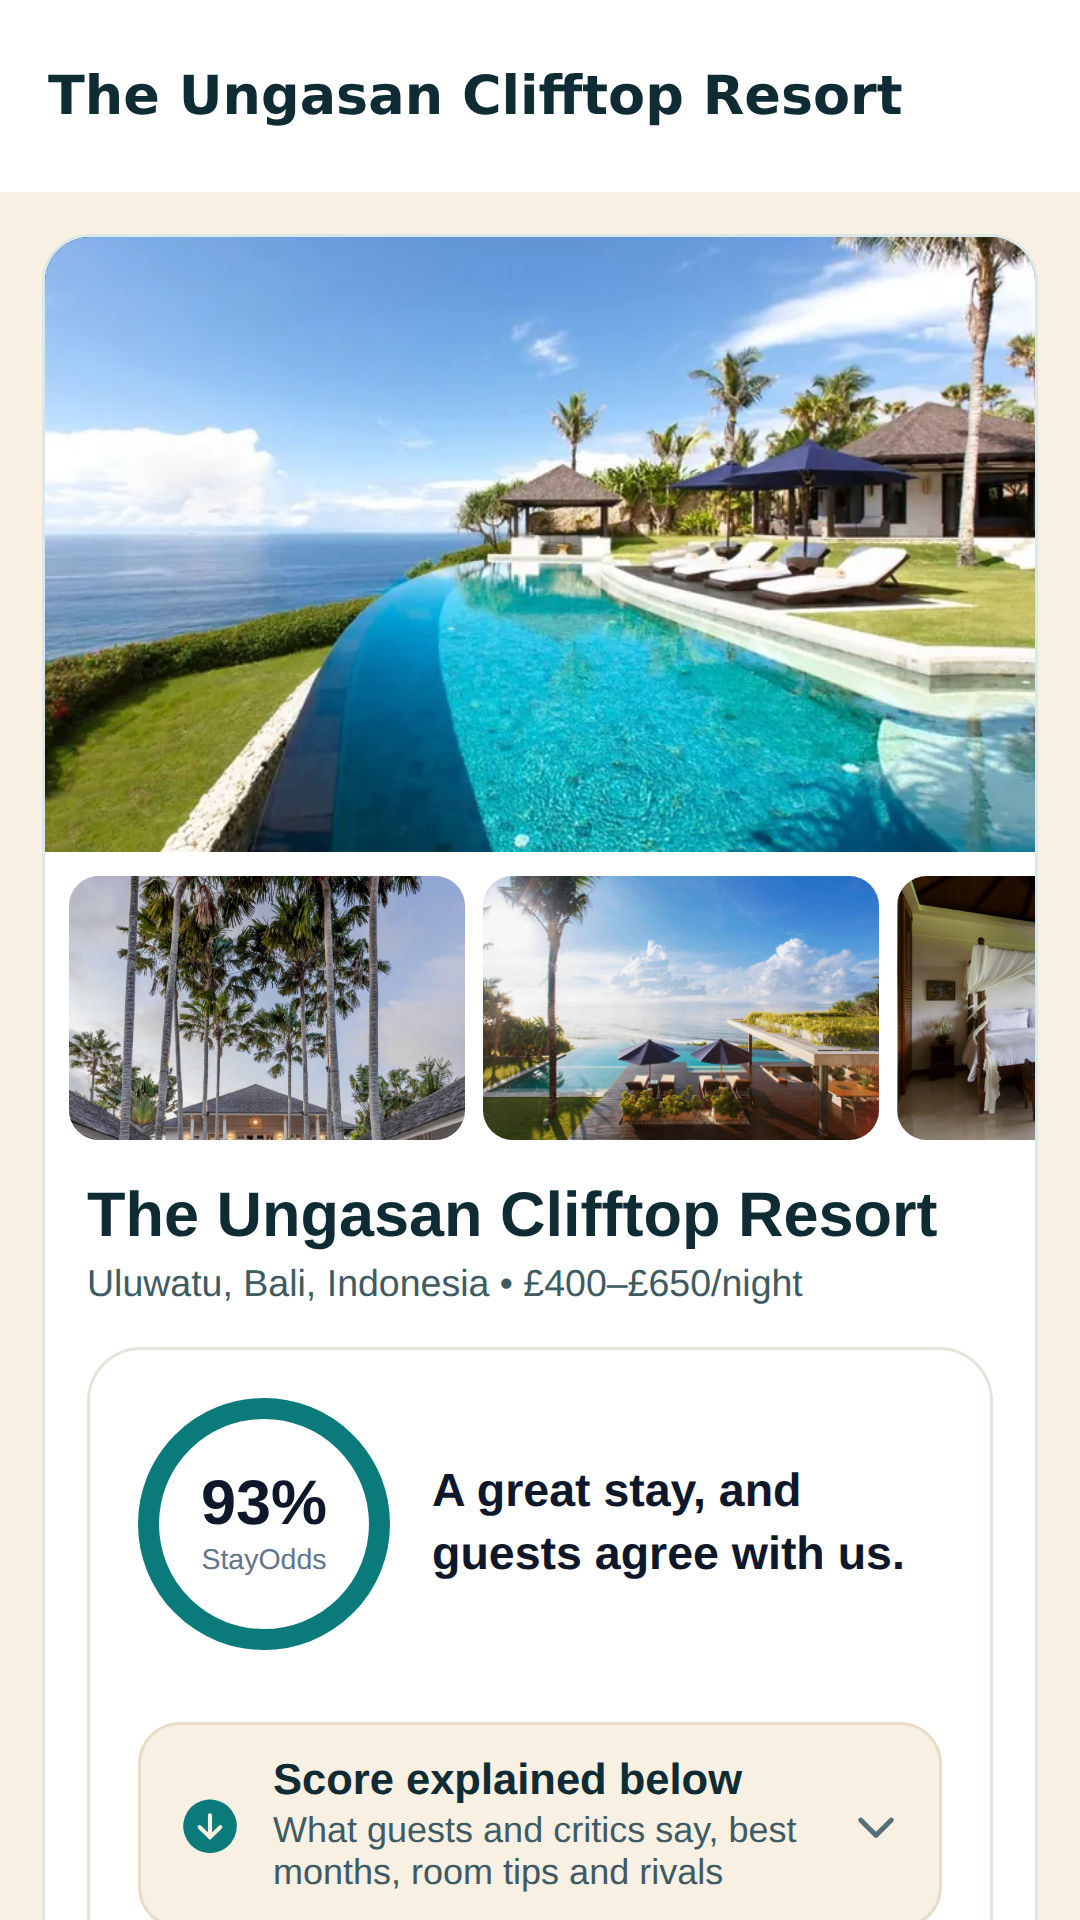 The Ungasan Clifftop Resort
The Ungasan Clifftop Resort
Uluwatu, Bali, Indonesia • £400–£650/night
93%
StayOdds
A great stay, and
guests agree with us.
Score explained below
What guests and critics say, best
months, room tips and rivals